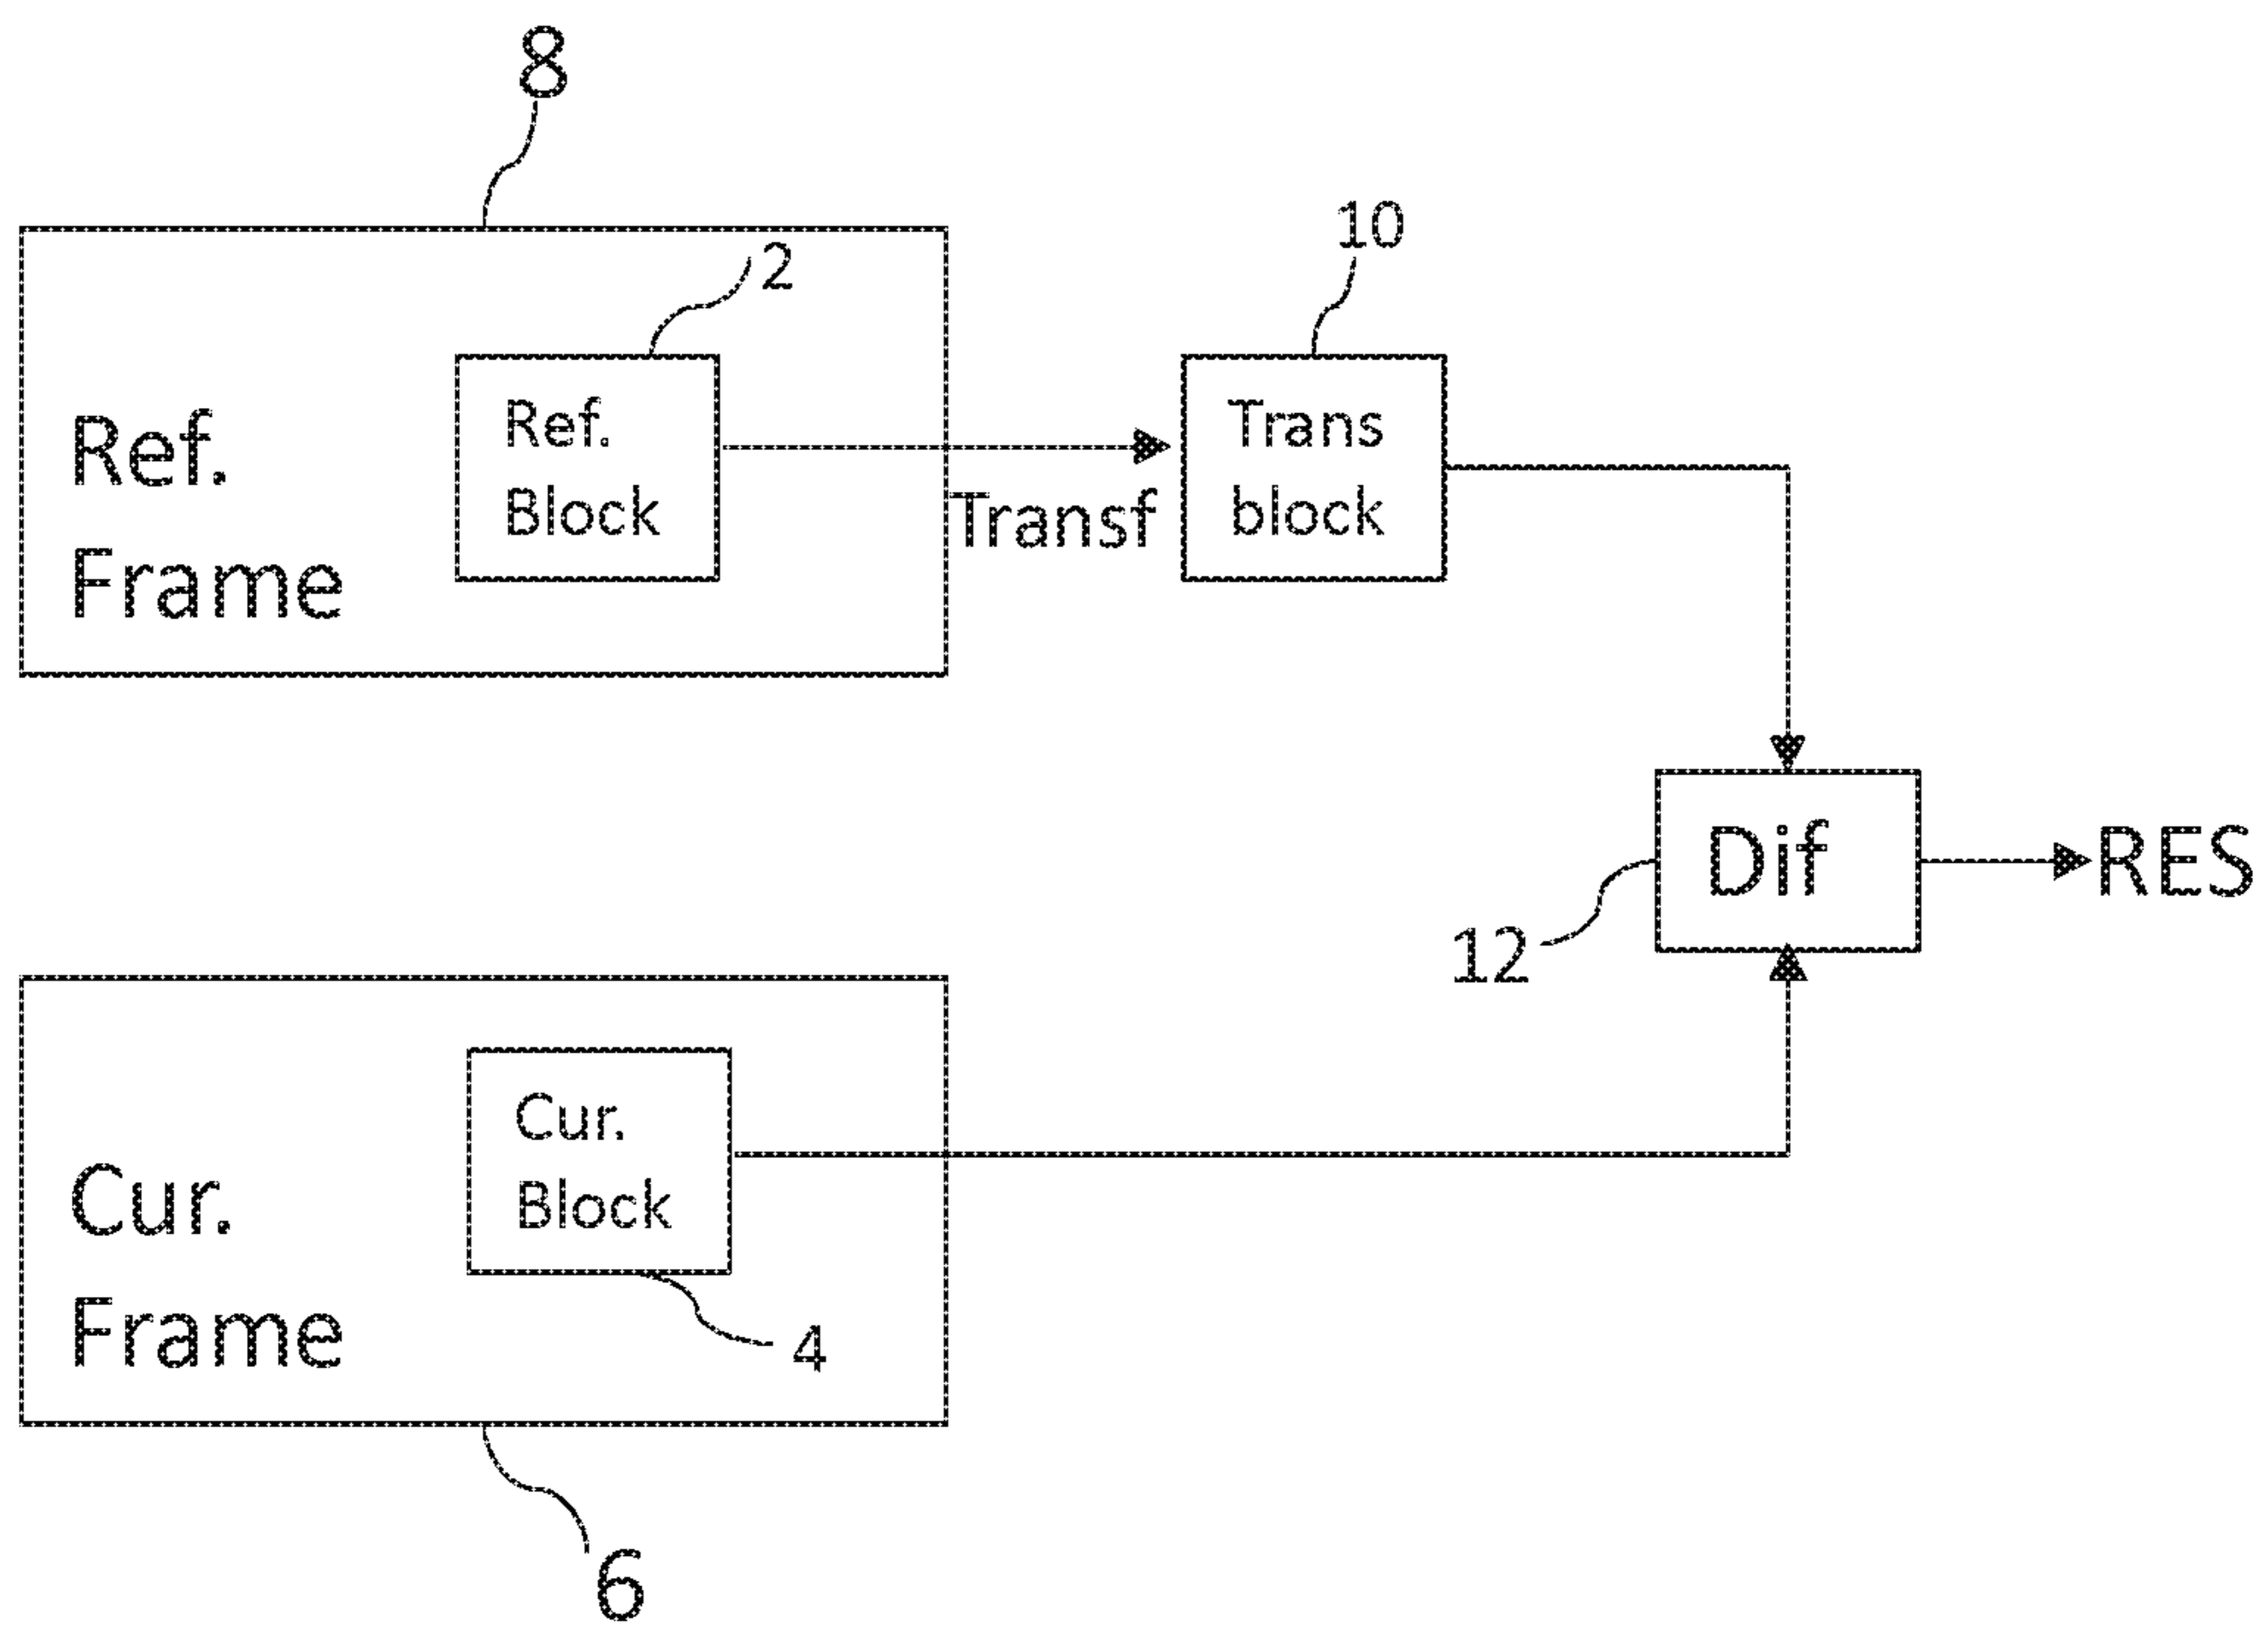 8
2
10
Ref.
Frame
Ref.
Block
Transf
Trans
block
Dif
RES
12
Cur.
Frame
Cur.
Block
4
6